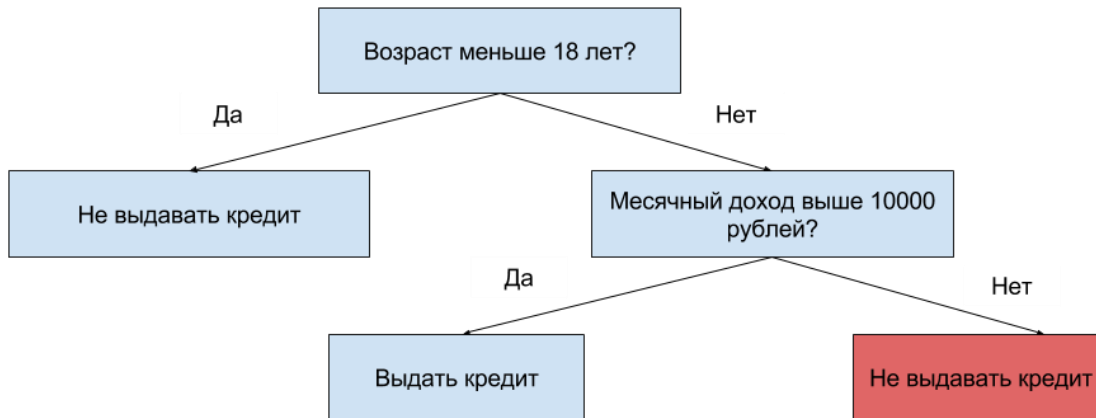 Возраст меньше 18 лет?
Да
Нет
Не выдавать кредит
Месячный доход выше 10000
рублей?
Да
Нет
Выдать кредит
Не выдавать кредит